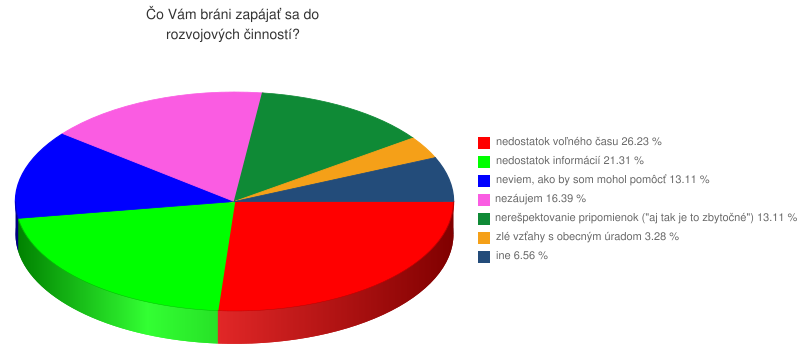 Čo Vám bráni zapájať sa do
rozvojových činností?
nedostatok voľného času 26.23 %
nedostatok informácií 21.31 %
neviem, ako by som mohol pomôcť 13.11 %
nezáujem 16.39 %
nerešpektovanie pripomienok ("aj tak je to zbytočné") 13.11 %
zlé vzťahy s obecným úradom 3.28 %
ine 6.56 %